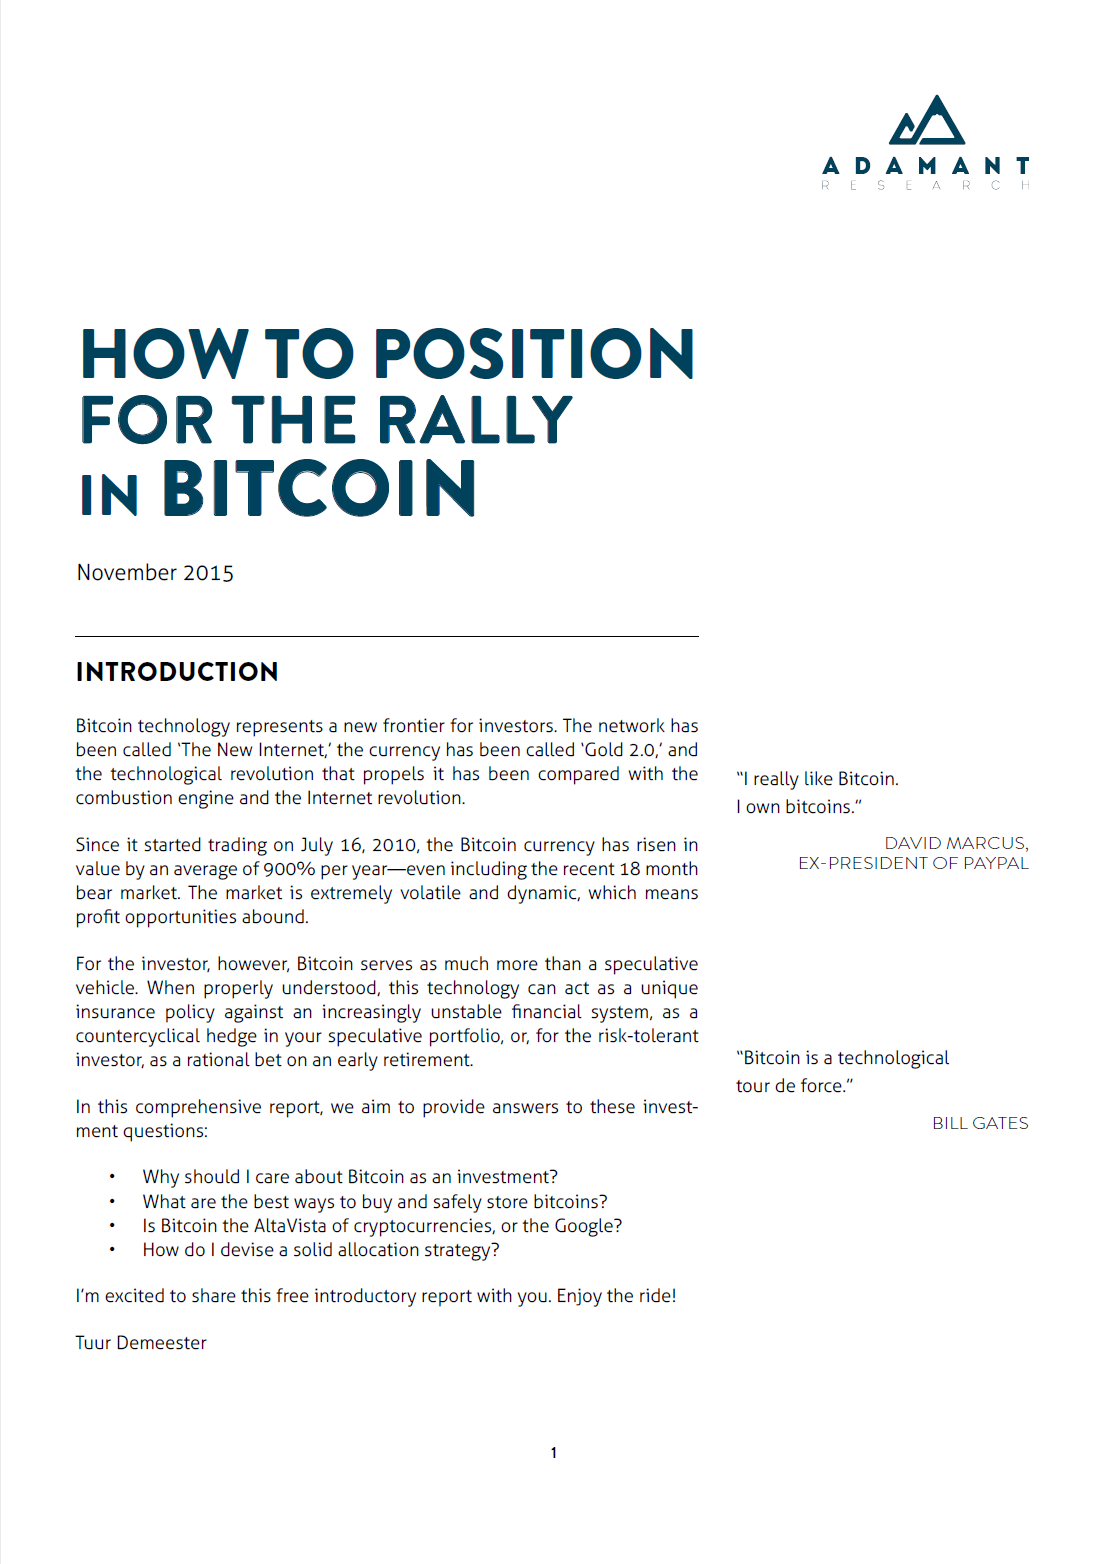 ADAMANT
RESEARCH
HOW TO POSITION
FOR THE RALLY
IN BITCOIN
November 2015
INTRODUCTION
Bitcoin technology represents a new frontier for investors. The network has
been called ‘The New Internet,’ the currency has been called ‘Gold 2.0,’ and
the technological revolution that propels it has been compared with the
combustion engine and the Internet revolution.
Since it started trading on July 16, 2010, the Bitcoin currency has risen in
value by an average of 900% per year—even including the recent 18 month
bear market. The market is extremely volatile and dynamic, which means
profit opportunities abound.
For the investor, however, Bitcoin serves as much more than a speculative
vehicle. When properly understood, this technology can act as a unique
insurance policy against an increasingly unstable financial system, as a
countercyclical hedge in your speculative portfolio, or, for the risk-tolerant
investor, as a rational bet on an early retirement.
In this comprehensive report, we aim to provide answers to these invest-
ment questions:
• Why should I care about Bitcoin as an investment?
• What are the best ways to buy and safely store bitcoins?
• Is Bitcoin the AltaVista of cryptocurrencies, or the Google?
• How do I devise a solid allocation strategy?
I’m excited to share this free introductory report with you. Enjoy the ride!
Tuur Demeester
“I really like Bitcoin.
I own bitcoins.”
DAVID MARCUS,
EX-PRESIDENT OF PAYPAL
“Bitcoin is a technological
tour de force.”
BILL GATES
1